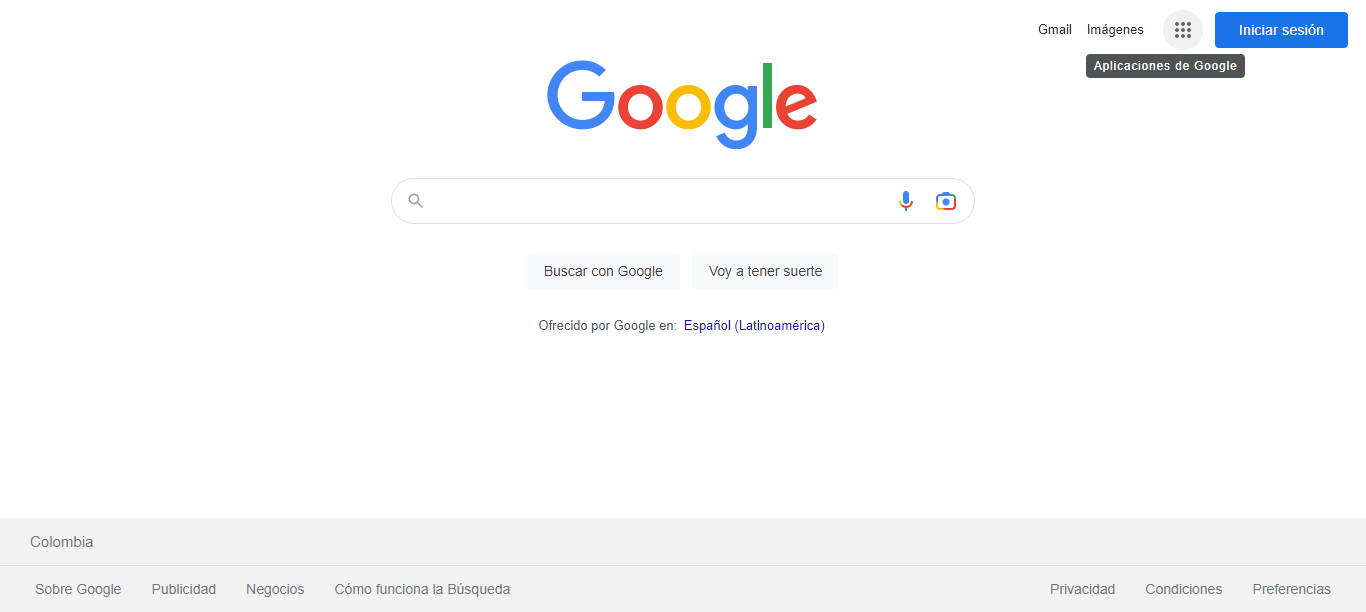 Gmail Imágenes Iniciar sesión
Aplicaciones de Google
Google
Buscar con Google Voy a tener suerte
Ofrecido por Google en: Español (Latinoamérica)
Colombia
Sobre Google Publicidad Negocios Cómo funciona la Búsqueda Privacidad Condiciones Preferencias